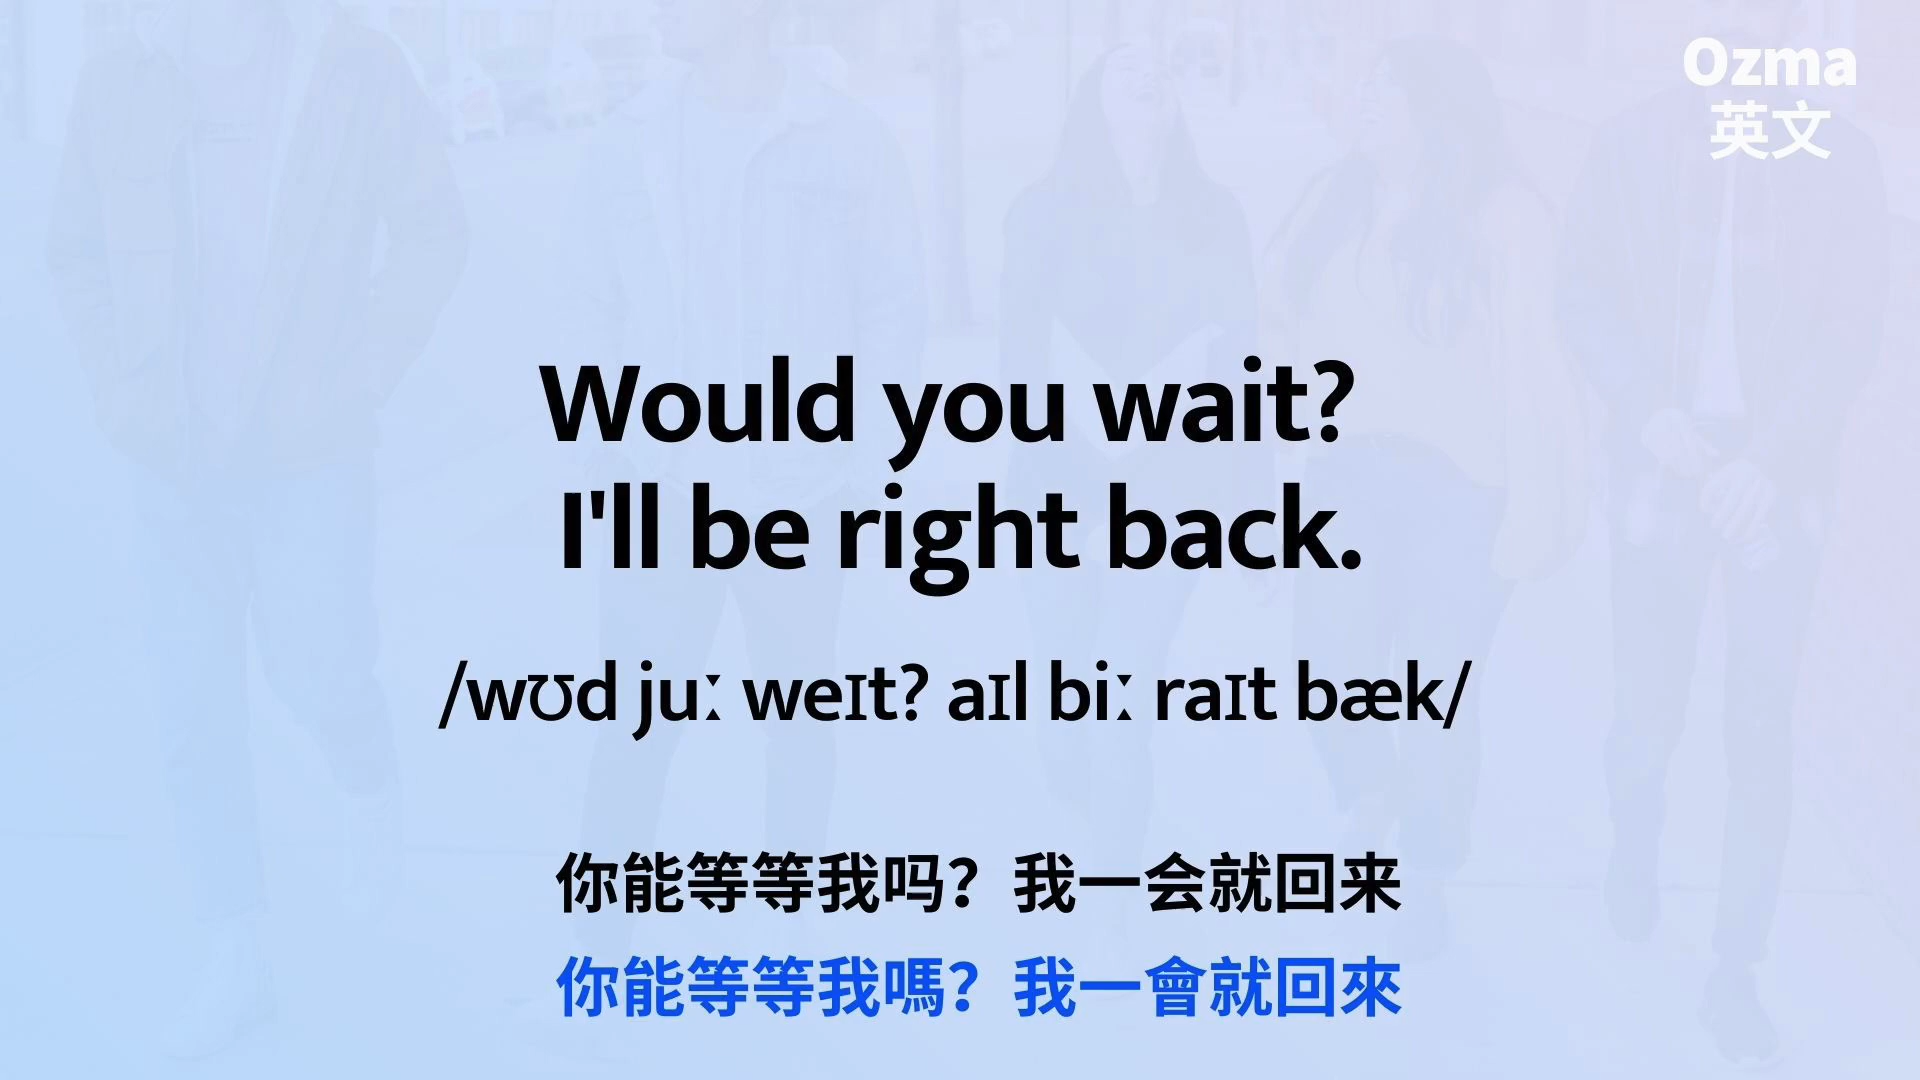 Ozma
英文
Would you wait?
I'll be right back.
/wʊd juː weɪt? aɪl biː raɪt bæk/
你能等等我吗？我一会就回来
你能等等我嗎？我一會就回來